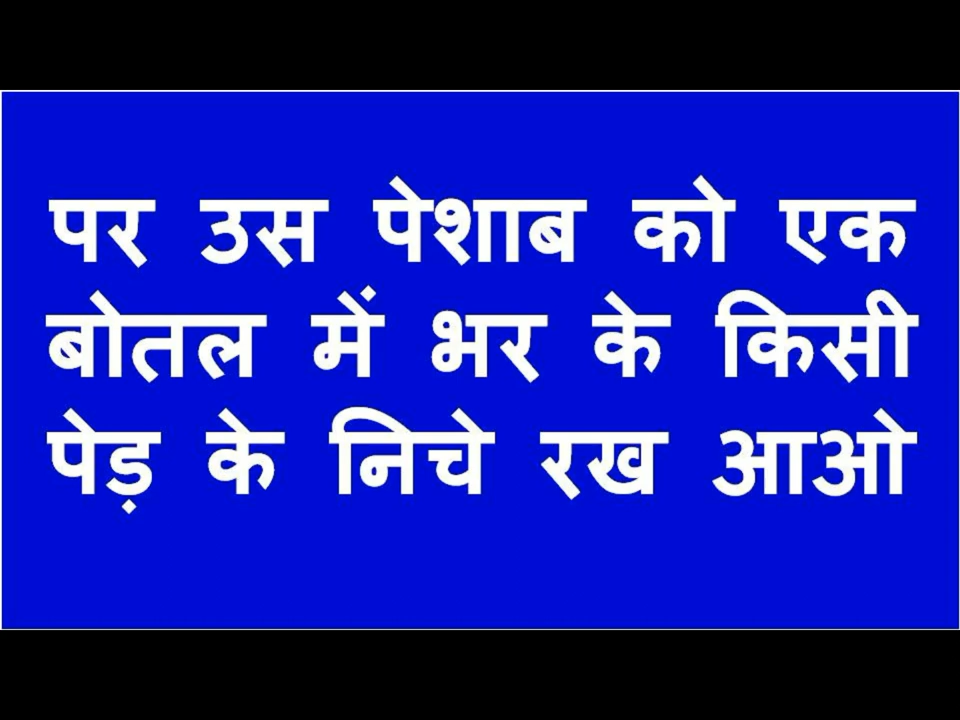 पर उस पेशाब को एक
बोतल में भर के किसी
पेड़ के निचे रख आओ